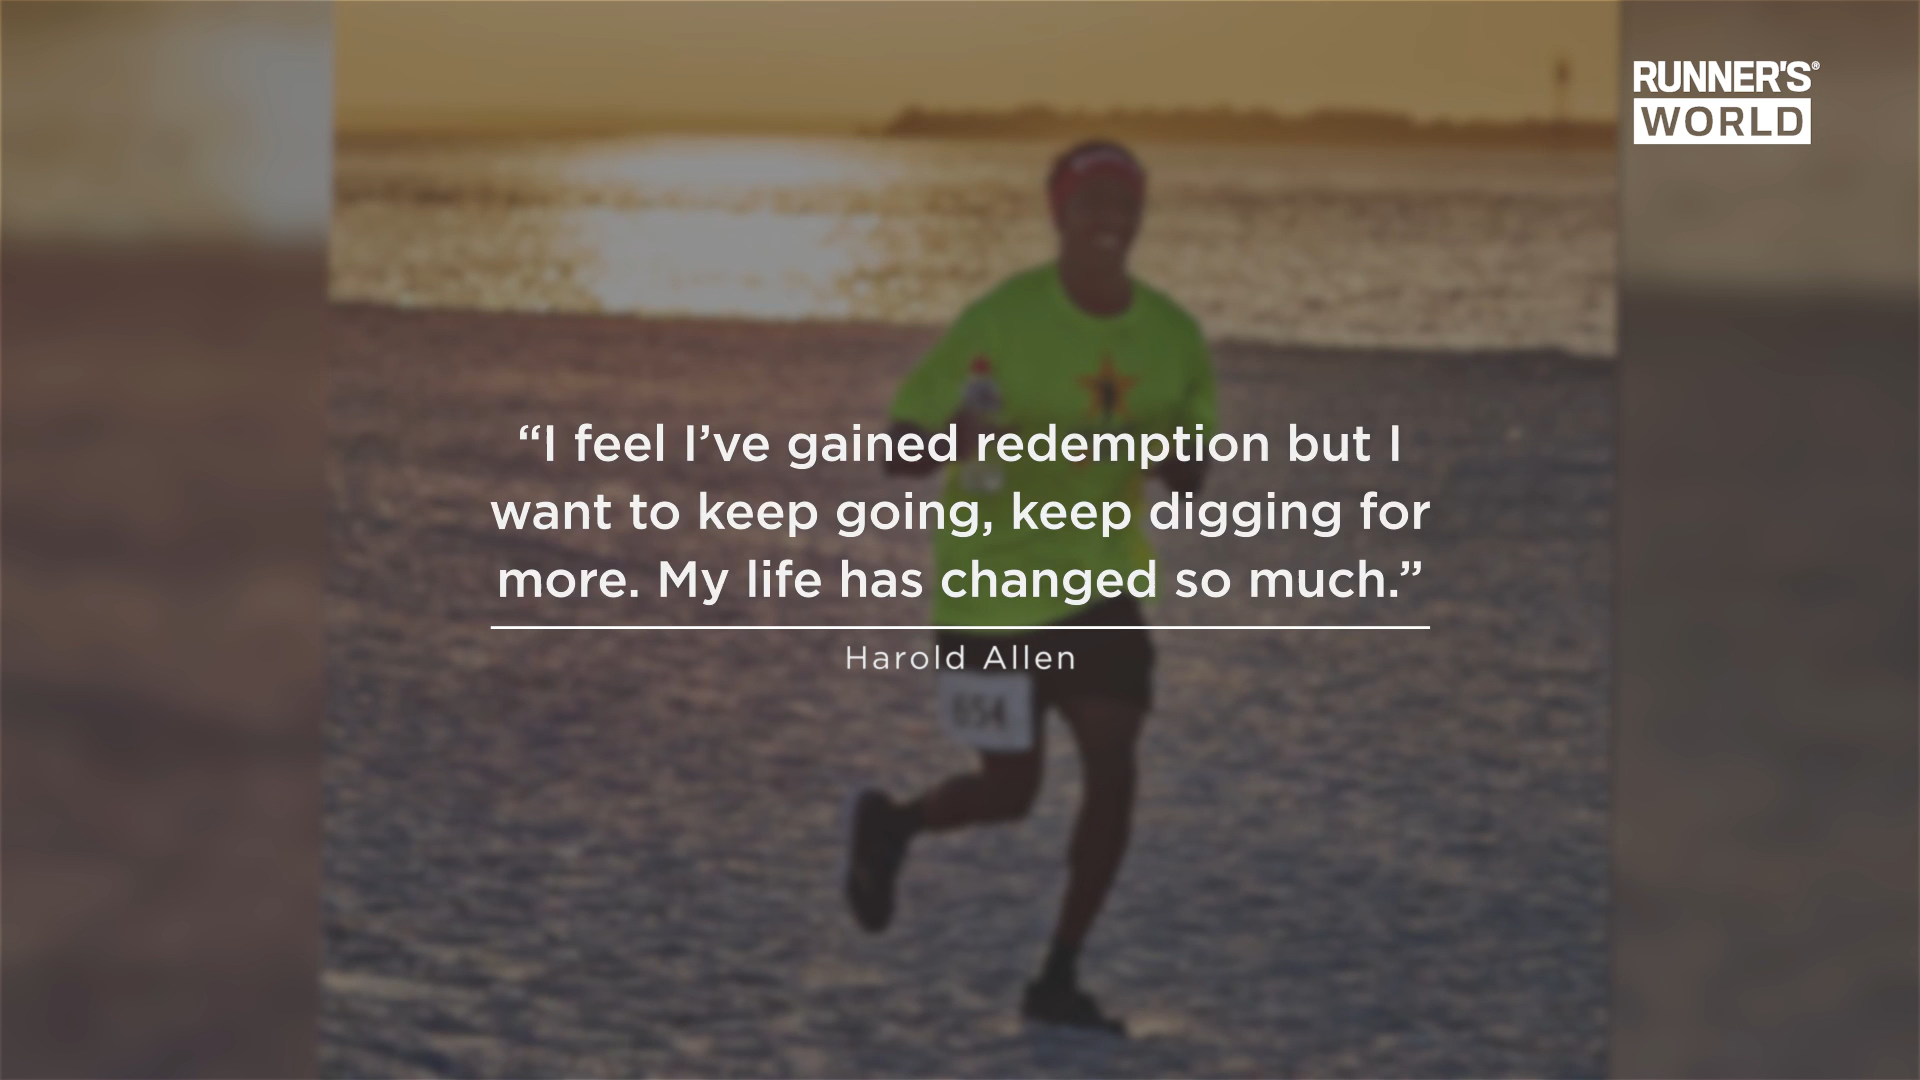 RUNNER'S®
WORLD
“I feel I’ve gained redemption but I
want to keep going, keep digging for
more. My life has changed so much.”
Harold Allen
654